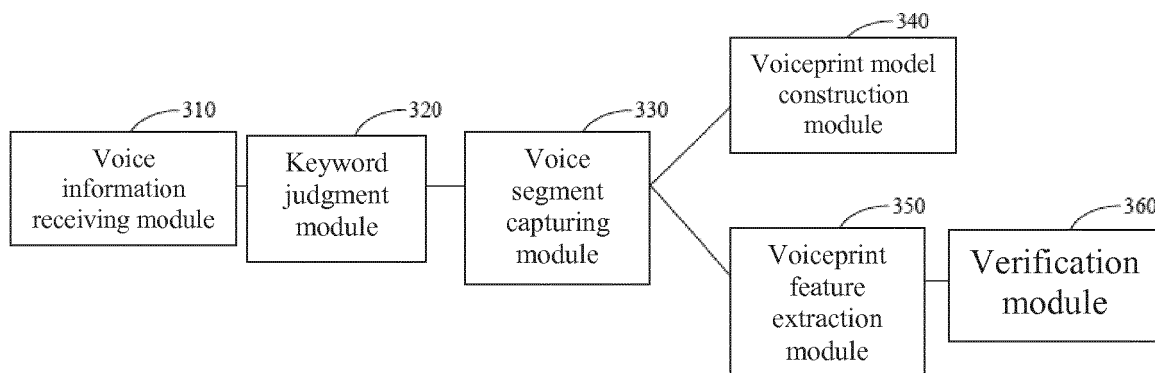 310
Voice
information
receiving module
320
Keyword
judgment
module
330
Voice
segment
capturing
module
340
Voiceprint model
construction
module
350
Voiceprint
feature
extraction
module
360
Verification
module